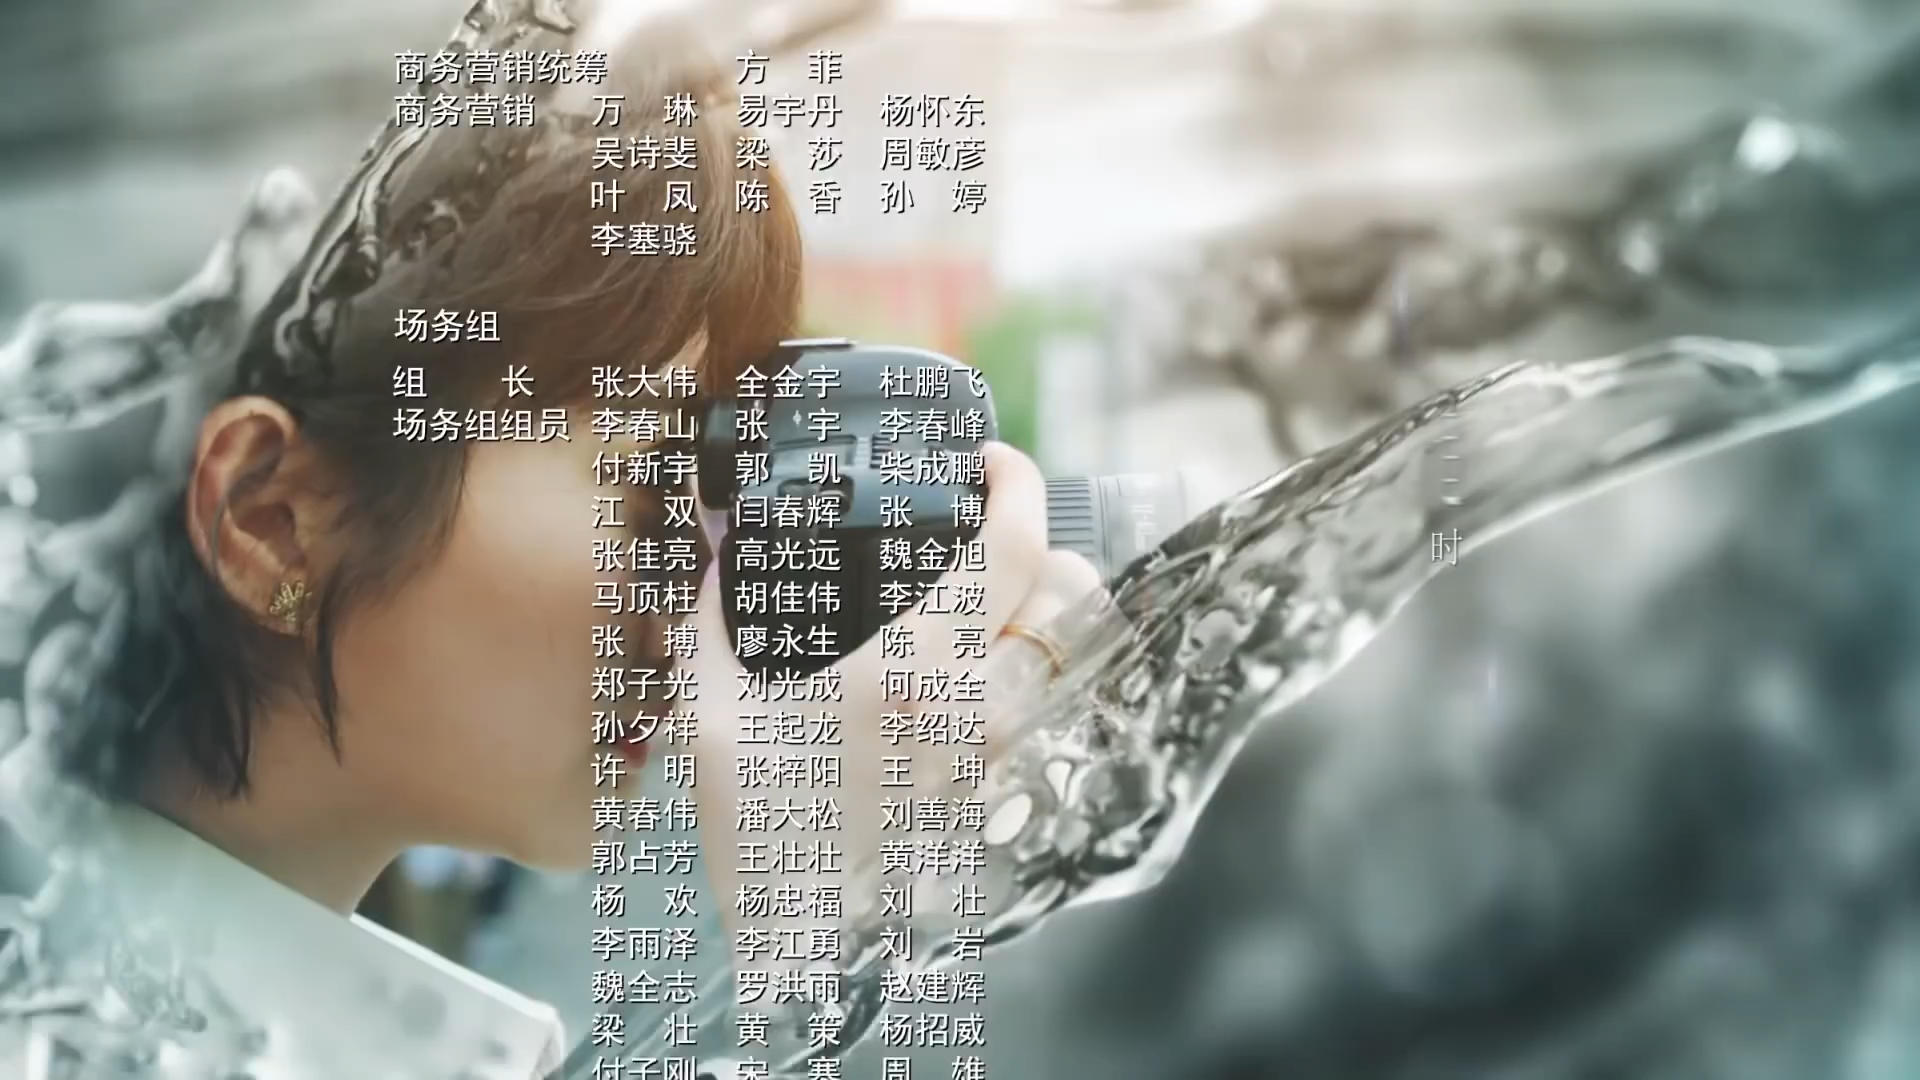 商务营销统筹 方 菲
商务营销 万 琳 易宇丹 杨怀东
吴诗斐 梁 莎 周敏彦
叶 凤 陈 香 孙 婷
李塞骁
场务组
组 长 张大伟 全金宇 杜鹏飞
场务组组员 李春山 张 宇 李春峰
付新宇 郭 凯 柴成鹏
江 双 闫春辉 张 博
张佳亮 高光远 魏金旭
马顶柱 胡佳伟 李江波
张 搏 廖永生 陈 亮
郑子光 刘光成 何成全
孙夕祥 王起龙 李绍达
许 明 张梓阳 王 坤
黄春伟 潘大松 刘善海
郭占芳 王壮壮 黄洋洋
杨 欢 杨忠福 刘 壮
李雨泽 李江勇 刘 岩
魏全志 罗洪雨 赵建辉
梁 壮 黄 策 杨招威
付子刚 宋 寒 周 雄
时